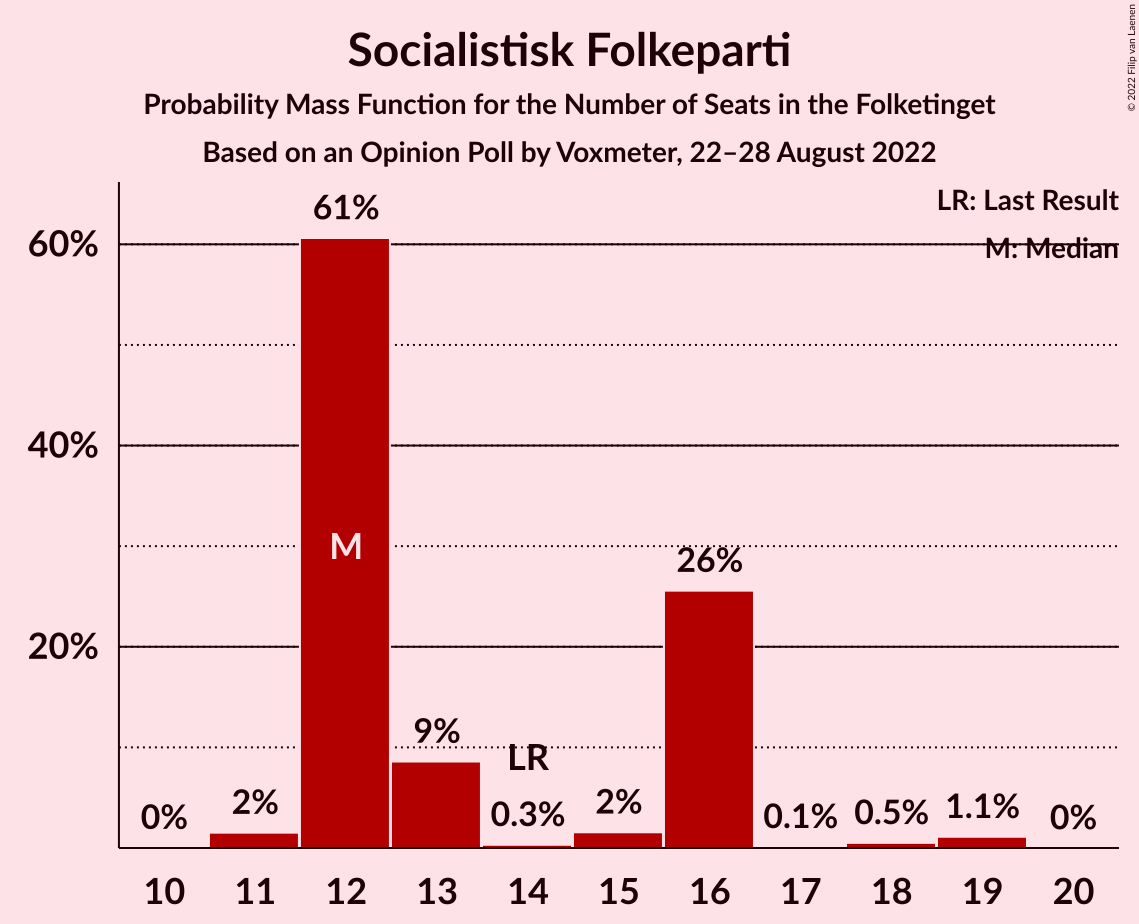 Socialistisk Folkeparti
Probability Mass Function for the Number of Seats in the Folketinget
Based on an Opinion Poll by Voxmeter, 22–28 August 2022
© 2022 Filip van Laenen
LR: Last Result
M: Median
60%
40%
20%
0%
2%
61%
M
9%
LR
0.3%
2%
26%
0.1%
0.5%
1.1%
0%
10 11 12 13 14 15 16 17 18 19 20